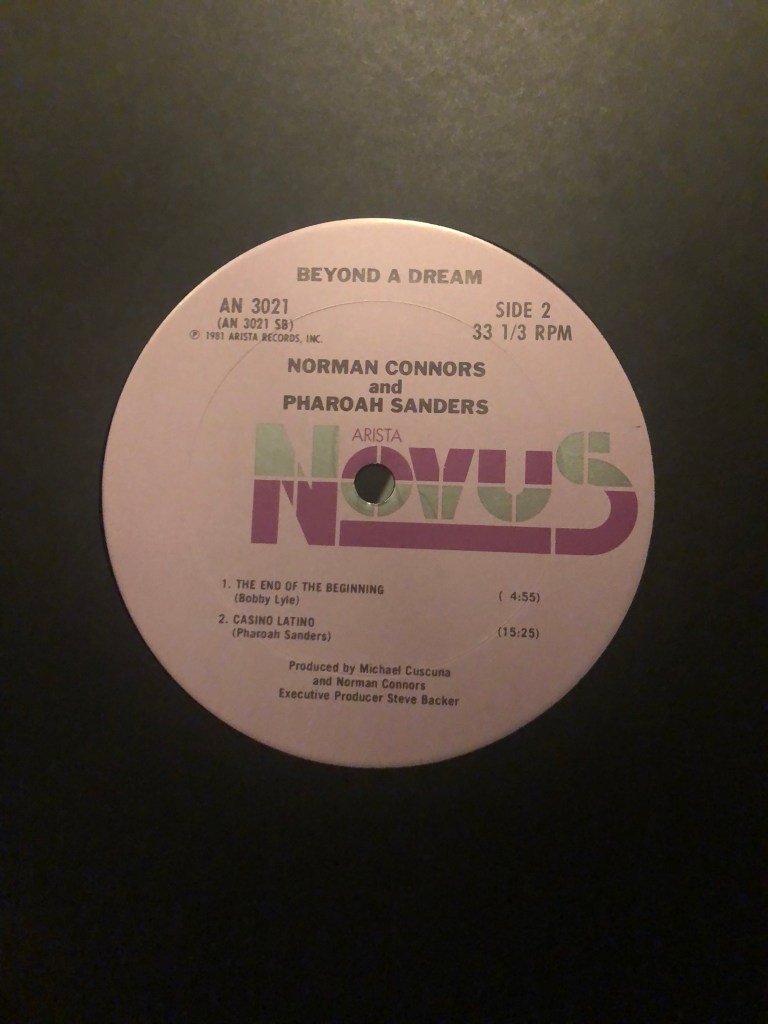 BEYOND A DREAM
AN 3021
(AN 3021 SB)
℗ 1981 ARISTA RECORDS, INC.
SIDE 2
33 1/3 RPM
NORMAN CONNORS
and
PHAROAH SANDERS
ARISTA
NOVUS
1. THE END OF THE BEGINNING ( 4:55)
(Bobby Lyle)
2. CASINO LATINO (15:25)
(Pharoah Sanders)
Produced by Michael Cuscuna
and Norman Connors
Executive Producer Steve Backer